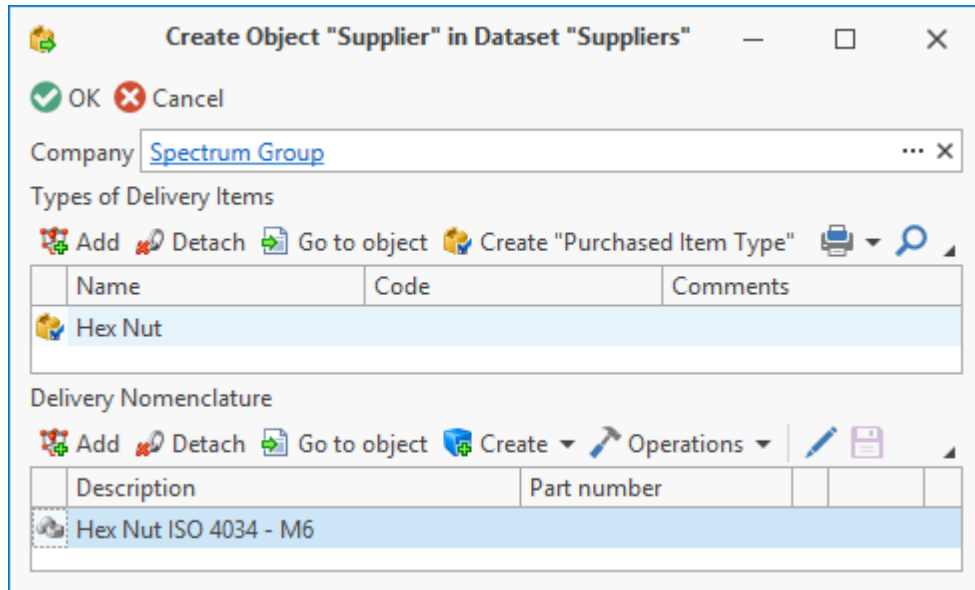 Create Object "Supplier" in Dataset "Suppliers"
OK Cancel
Company Spectrum Group
Types of Delivery Items
Add Detach Go to object Create "Purchased Item Type"
Name Code Comments
Hex Nut
Delivery Nomenclature
Add Detach Go to object Create Operations
Description Part number
Hex Nut ISO 4034 - M6